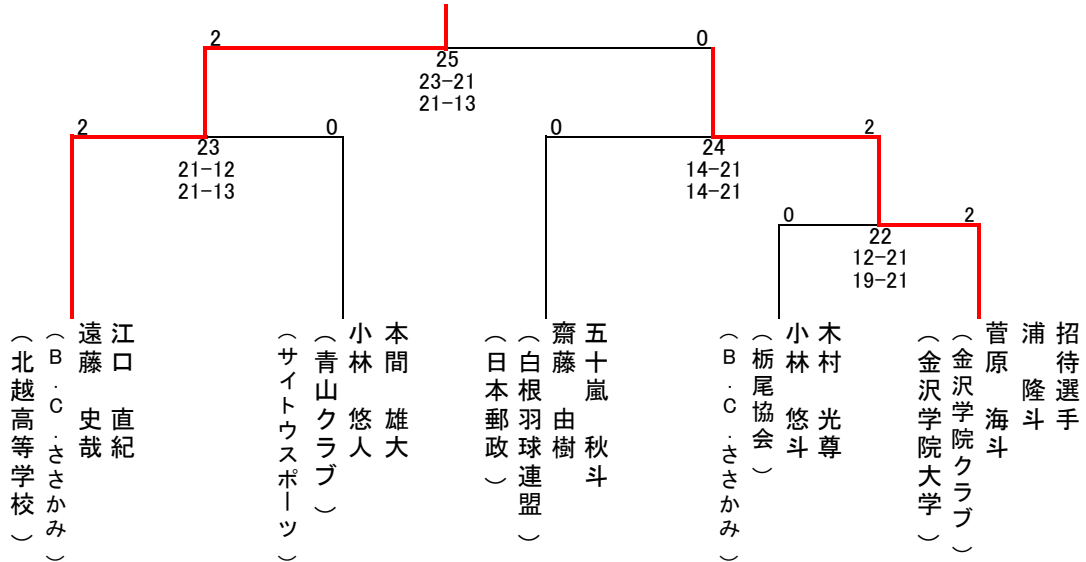 2
0
25
23-21
21-13
2
0
23
21-12
21-13
0
2
24
14-21
14-21
0
2
22
12-21
19-21
招待選手
浦 隆斗
菅原 海斗
(金沢学院クラブ)
(金沢学院大学)
木村 光尊
小林 悠斗
(栃尾協会)
(B.C.ささかみ)
五十嵐 秋斗
齋藤 由樹
(白根羽球連盟)
(日本郵政)
本間 雄大
小林 悠人
(青山クラブ)
(サイトウスポーツ)
江口 直紀
遠藤 史哉
(B.C.ささかみ)
(北越高等学校)